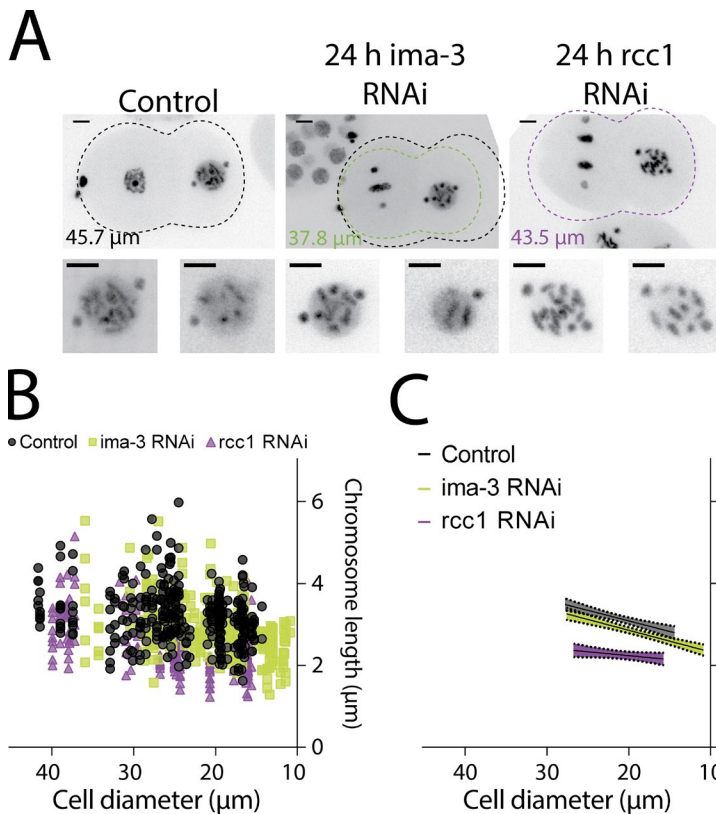 A
Control
24 h ima-3
RNAi
24 h rcc1
RNAi
45.7 µm
37.8 µm
43.5 µm
B
Control ima-3 RNAi rcc1 RNAi
6
4
2
0
Chromosome length (µm)
40 30 20 10
Cell diameter (µm)
C
Control
ima-3 RNAi
rcc1 RNAi
40 30 20 10
Cell diameter (µm)